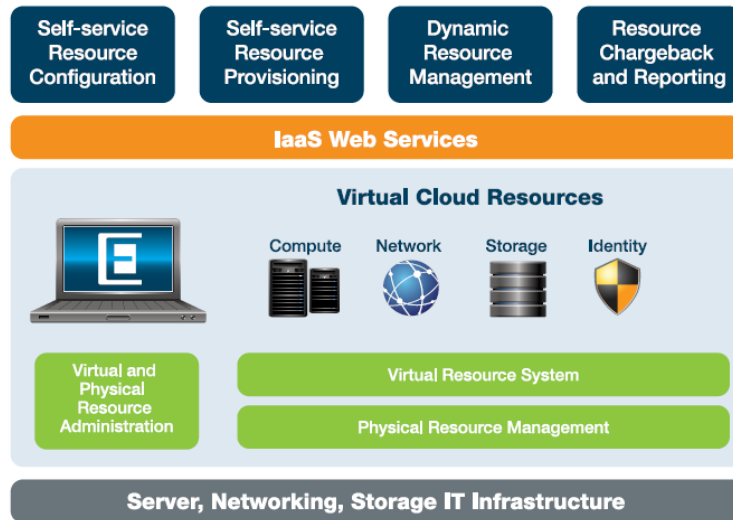 Self-service
Resource
Configuration
Self-service
Resource
Provisioning
Dynamic
Resource
Management
Resource
Chargeback
and Reporting
IaaS Web Services
Virtual Cloud Resources
Compute
Network
Storage
Identity
E
Virtual and
Physical
Resource
Administration
Virtual Resource System
Physical Resource Management
Server, Networking, Storage IT Infrastructure